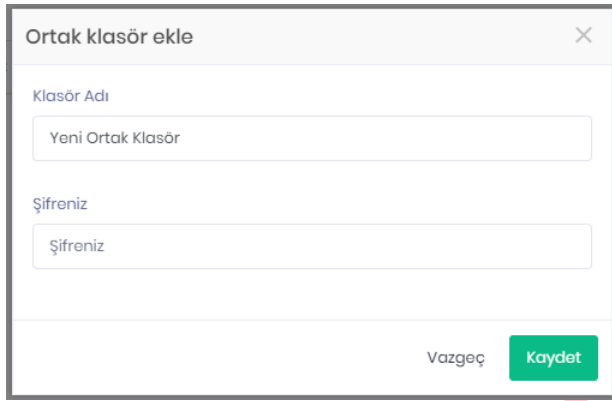 Ortak klasör ekle
Klasör Adı
Yeni Ortak Klasör
Şifreniz
Şifreniz
Vazgeç
Kaydet